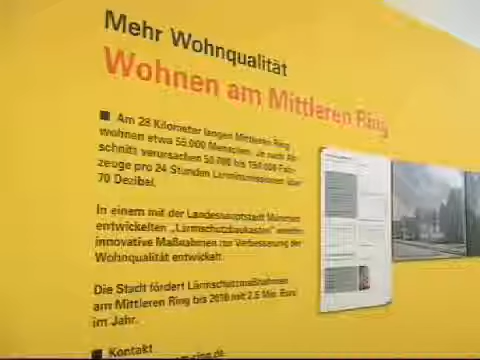 Mehr Wohnqualität
Wohnen am Mittleren Ring
■ Am 28 Kilometer langen Mittleren Ring
wohnen etwa 55.000 Menschen. Je nach Ab-
schnitt verursachen 50.000 bis 150.000 Fahr-
zeuge pro 24 Stunden Lärmimmissionen über
70 Dezibel.
In einem mit der Landeshauptstadt München
entwickelten „Lärmschutzbaukasten“ werden
innovative Maßnahmen zur Verbesserung der
Wohnqualität entwickelt.
Die Stadt fördert Lärmschutzmaßnahmen
am Mittleren Ring bis 2010 mit 2,5 Mio. Euro
im Jahr.
■ Kontakt